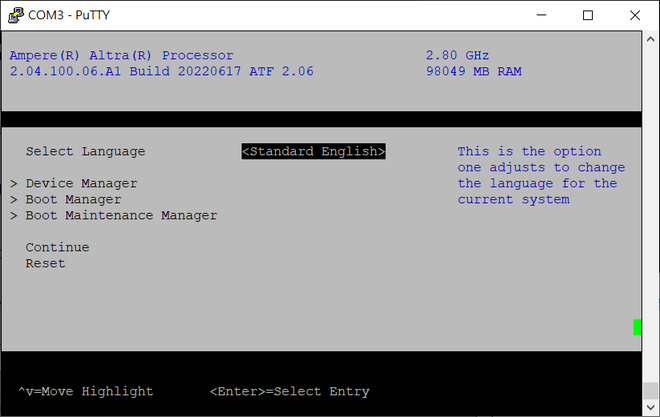 COM3 - PuTTY
Ampere(R) Altra(R) Processor 2.80 GHz
2.04.100.06.A1 Build 20220617 ATF 2.06 98049 MB RAM
Select Language <Standard English> This is the option
one adjusts to change
> Device Manager the language for the
> Boot Manager current system
> Boot Maintenance Manager
Continue
Reset
^v=Move Highlight <Enter>=Select Entry